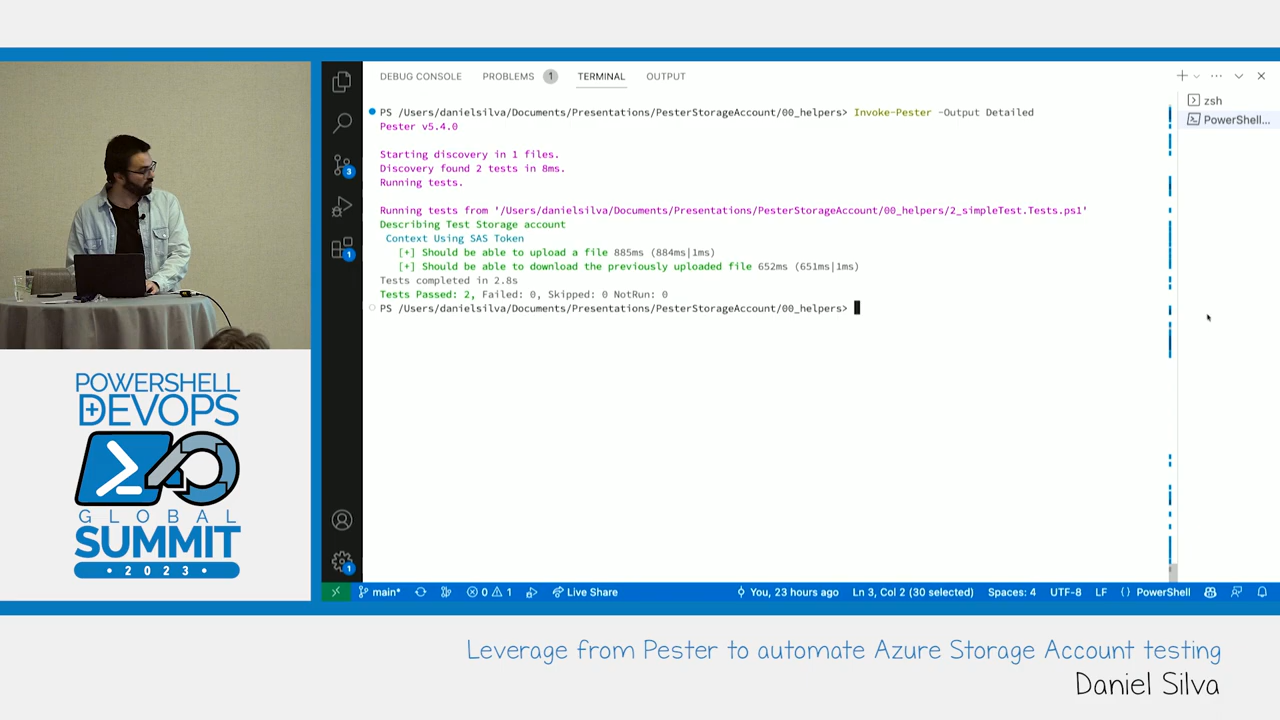 DEBUG CONSOLE PROBLEMS 1 TERMINAL OUTPUT
zsh
PowerShell...
PS /Users/danielsilva/Documents/Presentations/PesterStorageAccount/00_helpers> Invoke-Pester -Output Detailed
Pester v5.4.0
Starting discovery in 1 files.
Discovery found 2 tests in 8ms.
Running tests.
Running tests from '/Users/danielsilva/Documents/Presentations/PesterStorageAccount/00_helpers/2_simpleTest.Tests.ps1'
Describing Test Storage account
Context Using SAS Token
[+] Should be able to upload a file 885ms (884ms|1ms)
[+] Should be able to download the previously uploaded file 652ms (651ms|1ms)
Tests completed in 2.8s
Tests Passed: 2, Failed: 0, Skipped: 0 NotRun: 0
PS /Users/danielsilva/Documents/Presentations/PesterStorageAccount/00_helpers>
3
1
1
main* 0 1 Live Share You, 23 hours ago Ln 3, Col 2 (30 selected) Spaces: 4 UTF-8 LF PowerShell
POWERSHELL
+DEVOPS
GLOBAL
SUMMIT
• 2023 •
Leverage from Pester to automate Azure Storage Account testing
Daniel Silva